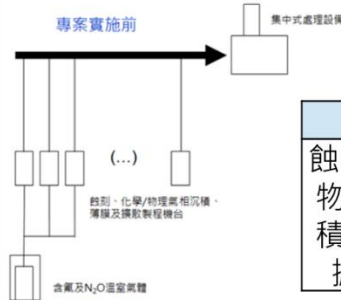 專案實施前
集中式處理設備
(...)
蝕刻、化學/物理氣相沉積、
薄膜及擴散製程機台
含氟及N₂O溫室氣體
蝕
物
積